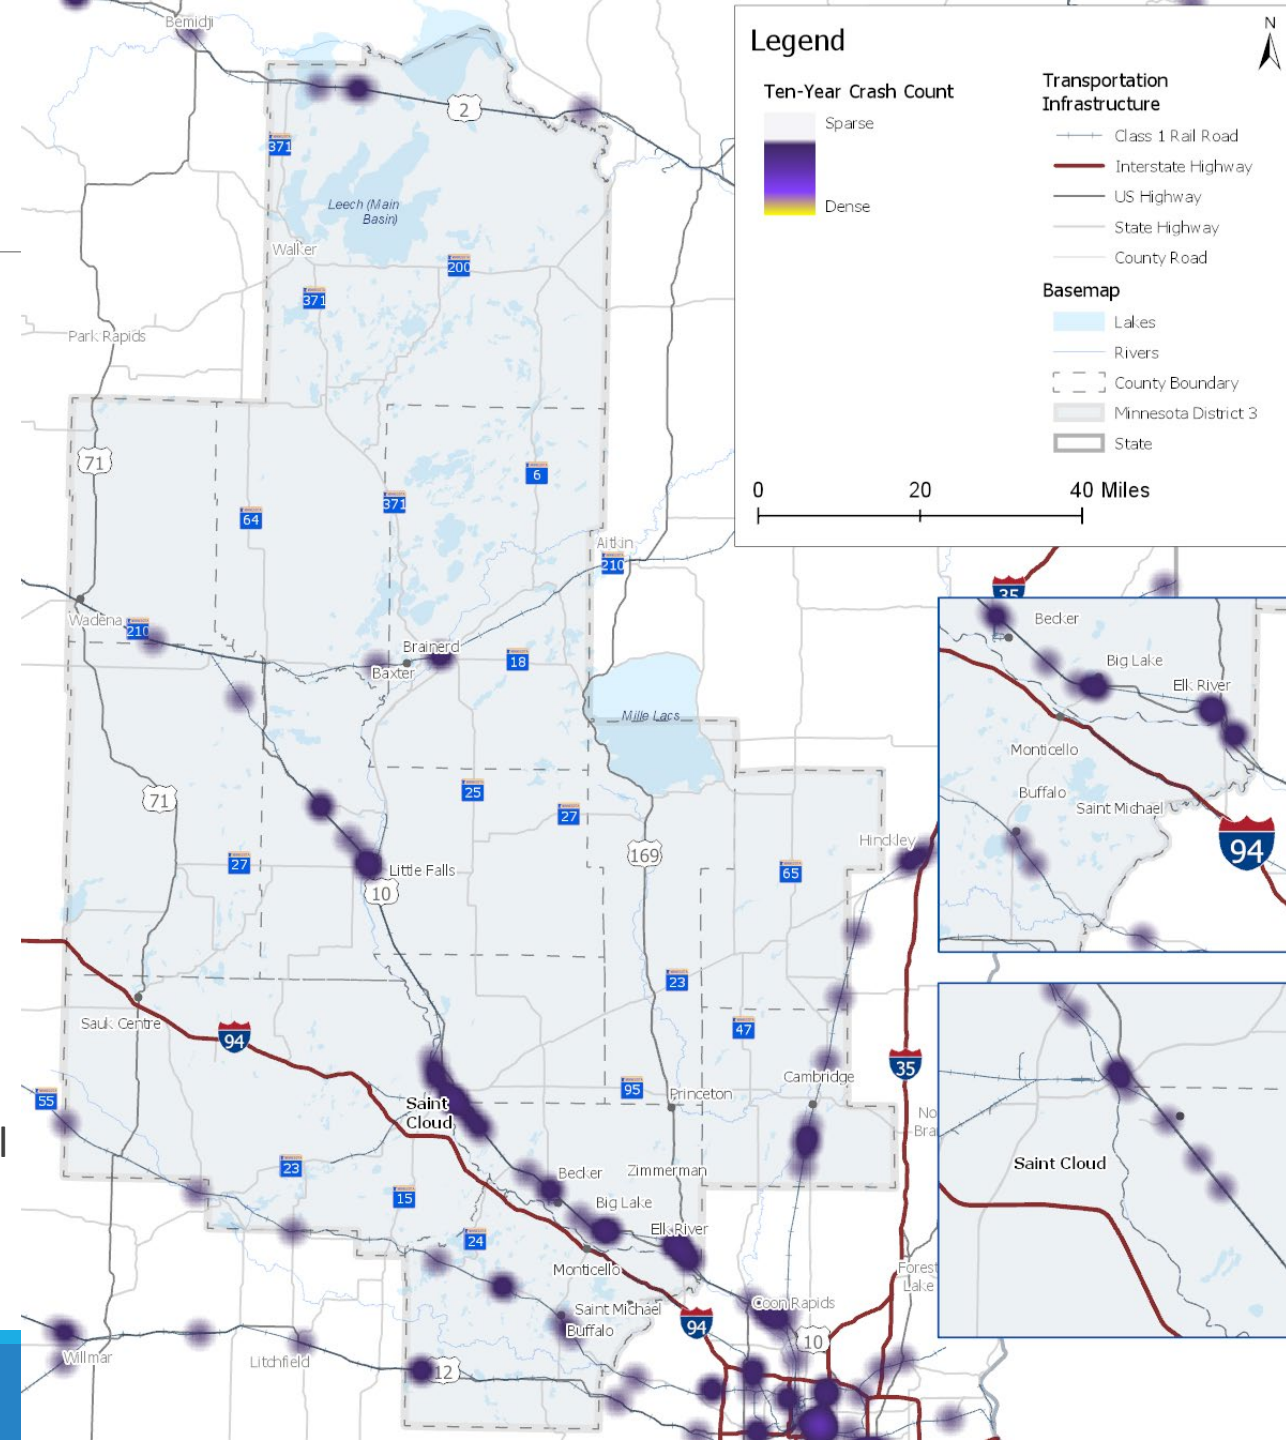 Legend
N
Ten-Year Crash Count
Sparse
Dense
Transportation
Infrastructure
Class 1 Rail Road
Interstate Highway
US Highway
State Highway
County Road
Basemap
Lakes
Rivers
County Boundary
Minnesota District 3
State
0 20 40 Miles
Bemidji
2
371
Leech (Main
Basin)
Walker
200
371
Park Rapids
71
6
371
64
Aitkin
210
35
Wadena
210
Brainerd
Baxter
18
Mille Lacs
71
25
27
169
Hinckley
27
65
Little Falls
10
23
Sauk Centre
94
47
35
55
Saint
Cloud
95
Princeton
Cambridge
No
Bra
23
Becker
Zimmerman
15
Big Lake
24
Elk River
Monticello
Forest
Lake
Saint Michael
Buffalo
94
Coon Rapids
10
Willmar
Litchfield
12
Becker
Big Lake
Elk River
Monticello
Buffalo
Saint Michael
94
Saint Cloud